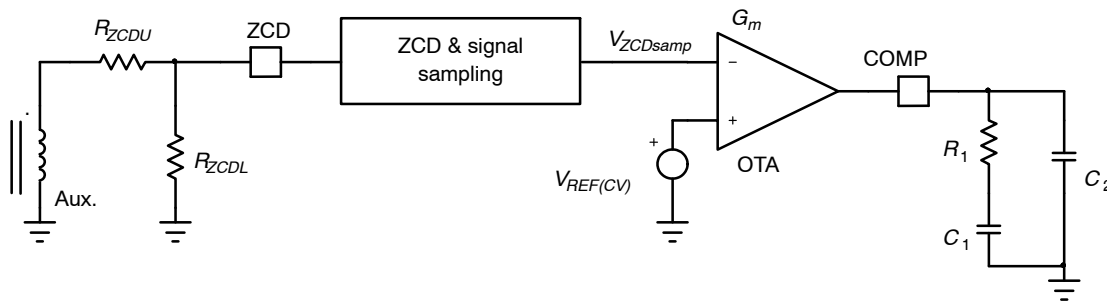 R_ZCDU
ZCD
ZCD & signal
sampling
V_ZCDsamp
G_m
−
+
OTA
COMP
Aux.
R_ZCDL
V_REF(CV)
+
R_1
C_1
C_2